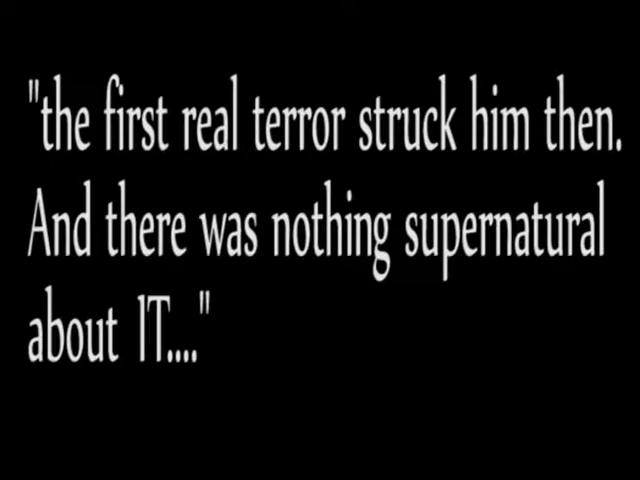 "the first real terror struck him then.
And there was nothing supernatural
about IT...."